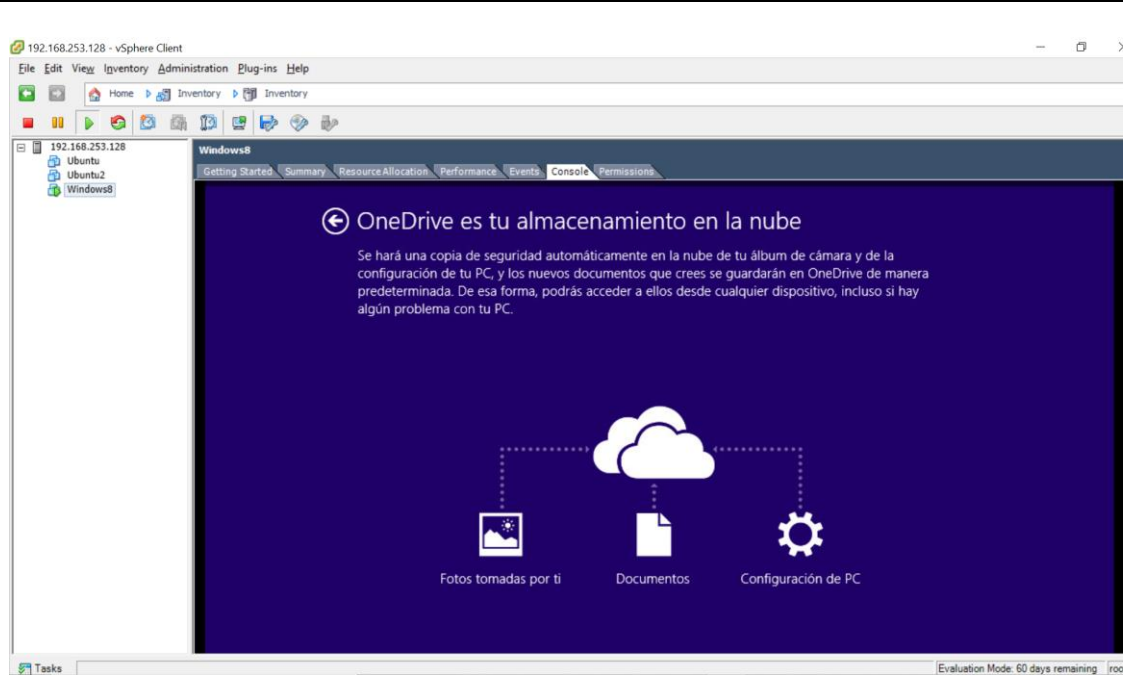 192.168.253.128 - vSphere Client
File Edit View Inventory Administration Plug-ins Help
Home Inventory Inventory
192.168.253.128
Ubuntu
Ubuntu2
Windows8
Windows8
Getting Started Summary Resource Allocation Performance Events Console Permissions
OneDrive es tu almacenamiento en la nube
Se hará una copia de seguridad automáticamente en la nube de tu álbum de cámara y de la
configuración de tu PC, y los nuevos documentos que crees se guardarán en OneDrive de manera
predeterminada. De esa forma, podrás acceder a ellos desde cualquier dispositivo, incluso si hay
algún problema con tu PC.
Fotos tomadas por ti Documentos Configuración de PC
Tasks Evaluation Mode: 60 days remaining roo